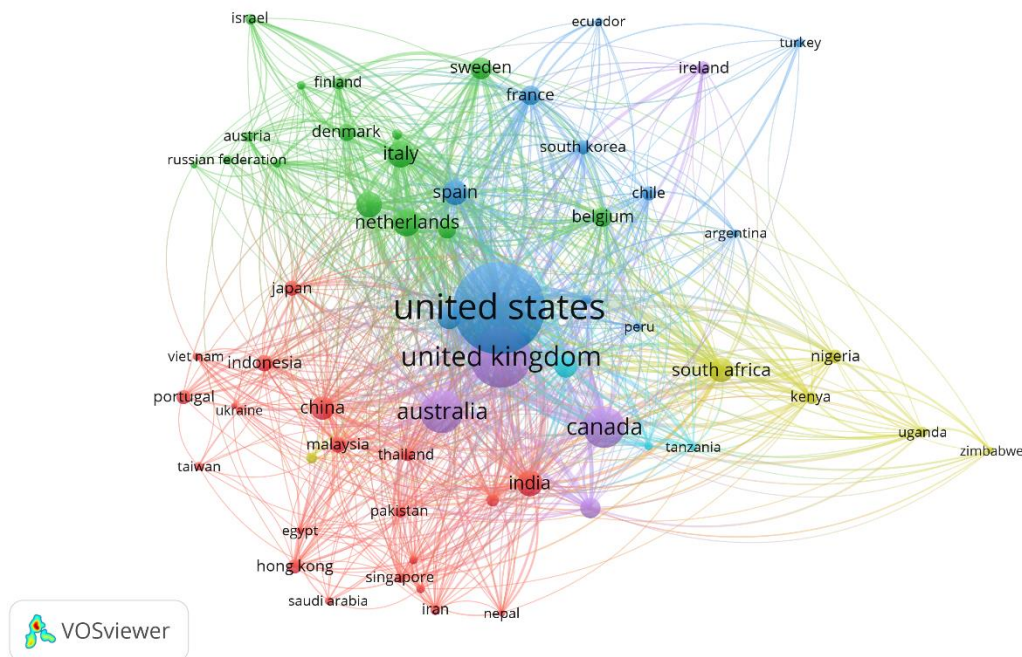 israel
ecuador
turkey
sweden
ireland
finland
france
denmark
austria
south korea
italy
russian federation
spain
chile
netherlands
belgium
argentina
japan
united states
peru
viet nam
indonesia
united kingdom
nigeria
south africa
portugal
ukraine
china
australia
kenya
canada
malaysia
thailand
tanzania
uganda
zimbabwe
taiwan
india
pakistan
egypt
hong kong
singapore
saudi arabia
iran
nepal
VOSviewer